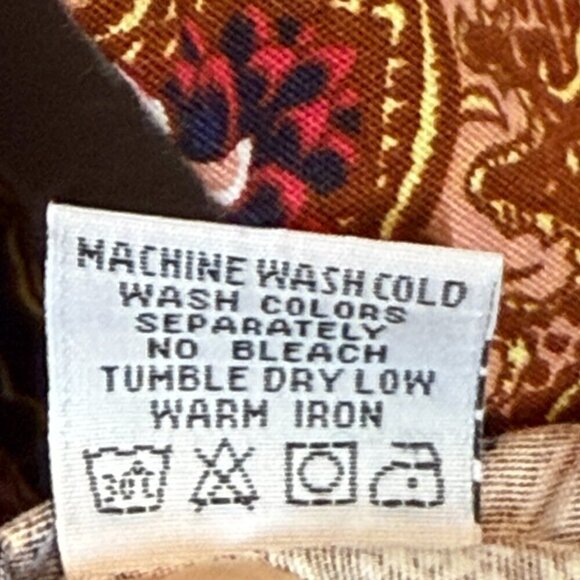 MACHINE WASH COLD
WASH COLORS
SEPARATELY
NO BLEACH
TUMBLE DRY LOW
WARM IRON
30°C